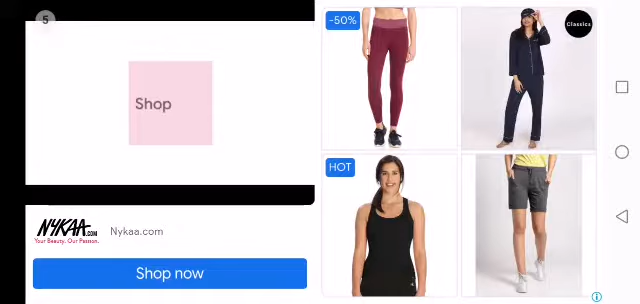 5
Shop
NYKAA.COM
Your Beauty. Our Passion.
Nykaa.com
Shop now
-50%
Classics
HOT